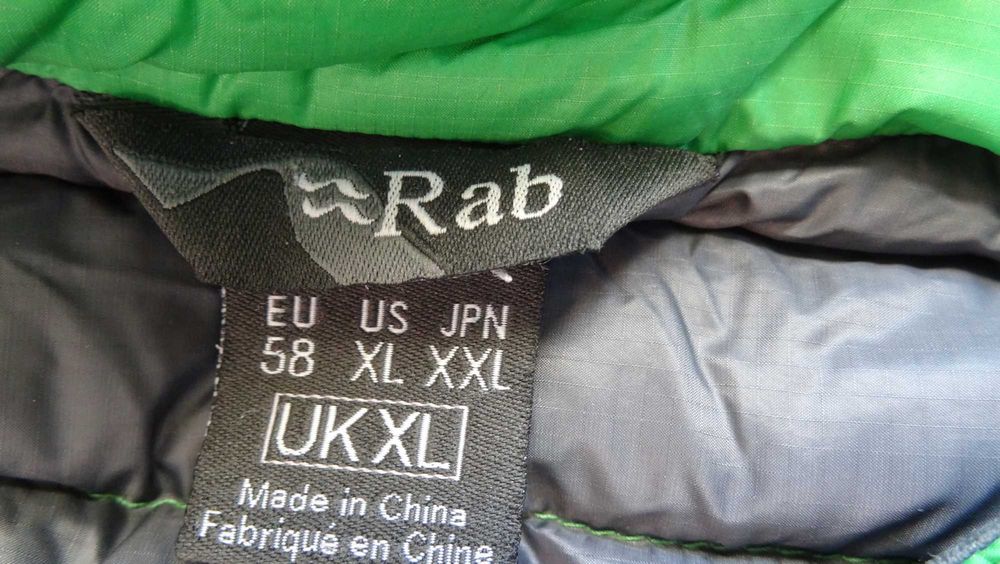 Rab
EU US JPN
58 XL XXL
UK XL
Made in China
Fabriqué en Chine